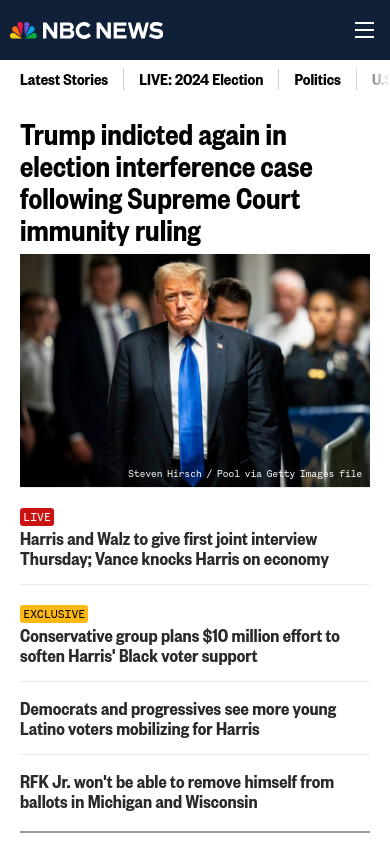 NBC NEWS
Latest Stories
LIVE: 2024 Election
Politics
Trump indicted again in
election interference case
following Supreme Court
immunity ruling
Steven Hirsch / Pool via Getty Images file
LIVE
Harris and Walz to give first joint interview
Thursday; Vance knocks Harris on economy
EXCLUSIVE
Conservative group plans $10 million effort to
soften Harris' Black voter support
Democrats and progressives see more young
Latino voters mobilizing for Harris
RFK Jr. won't be able to remove himself from
ballots in Michigan and Wisconsin